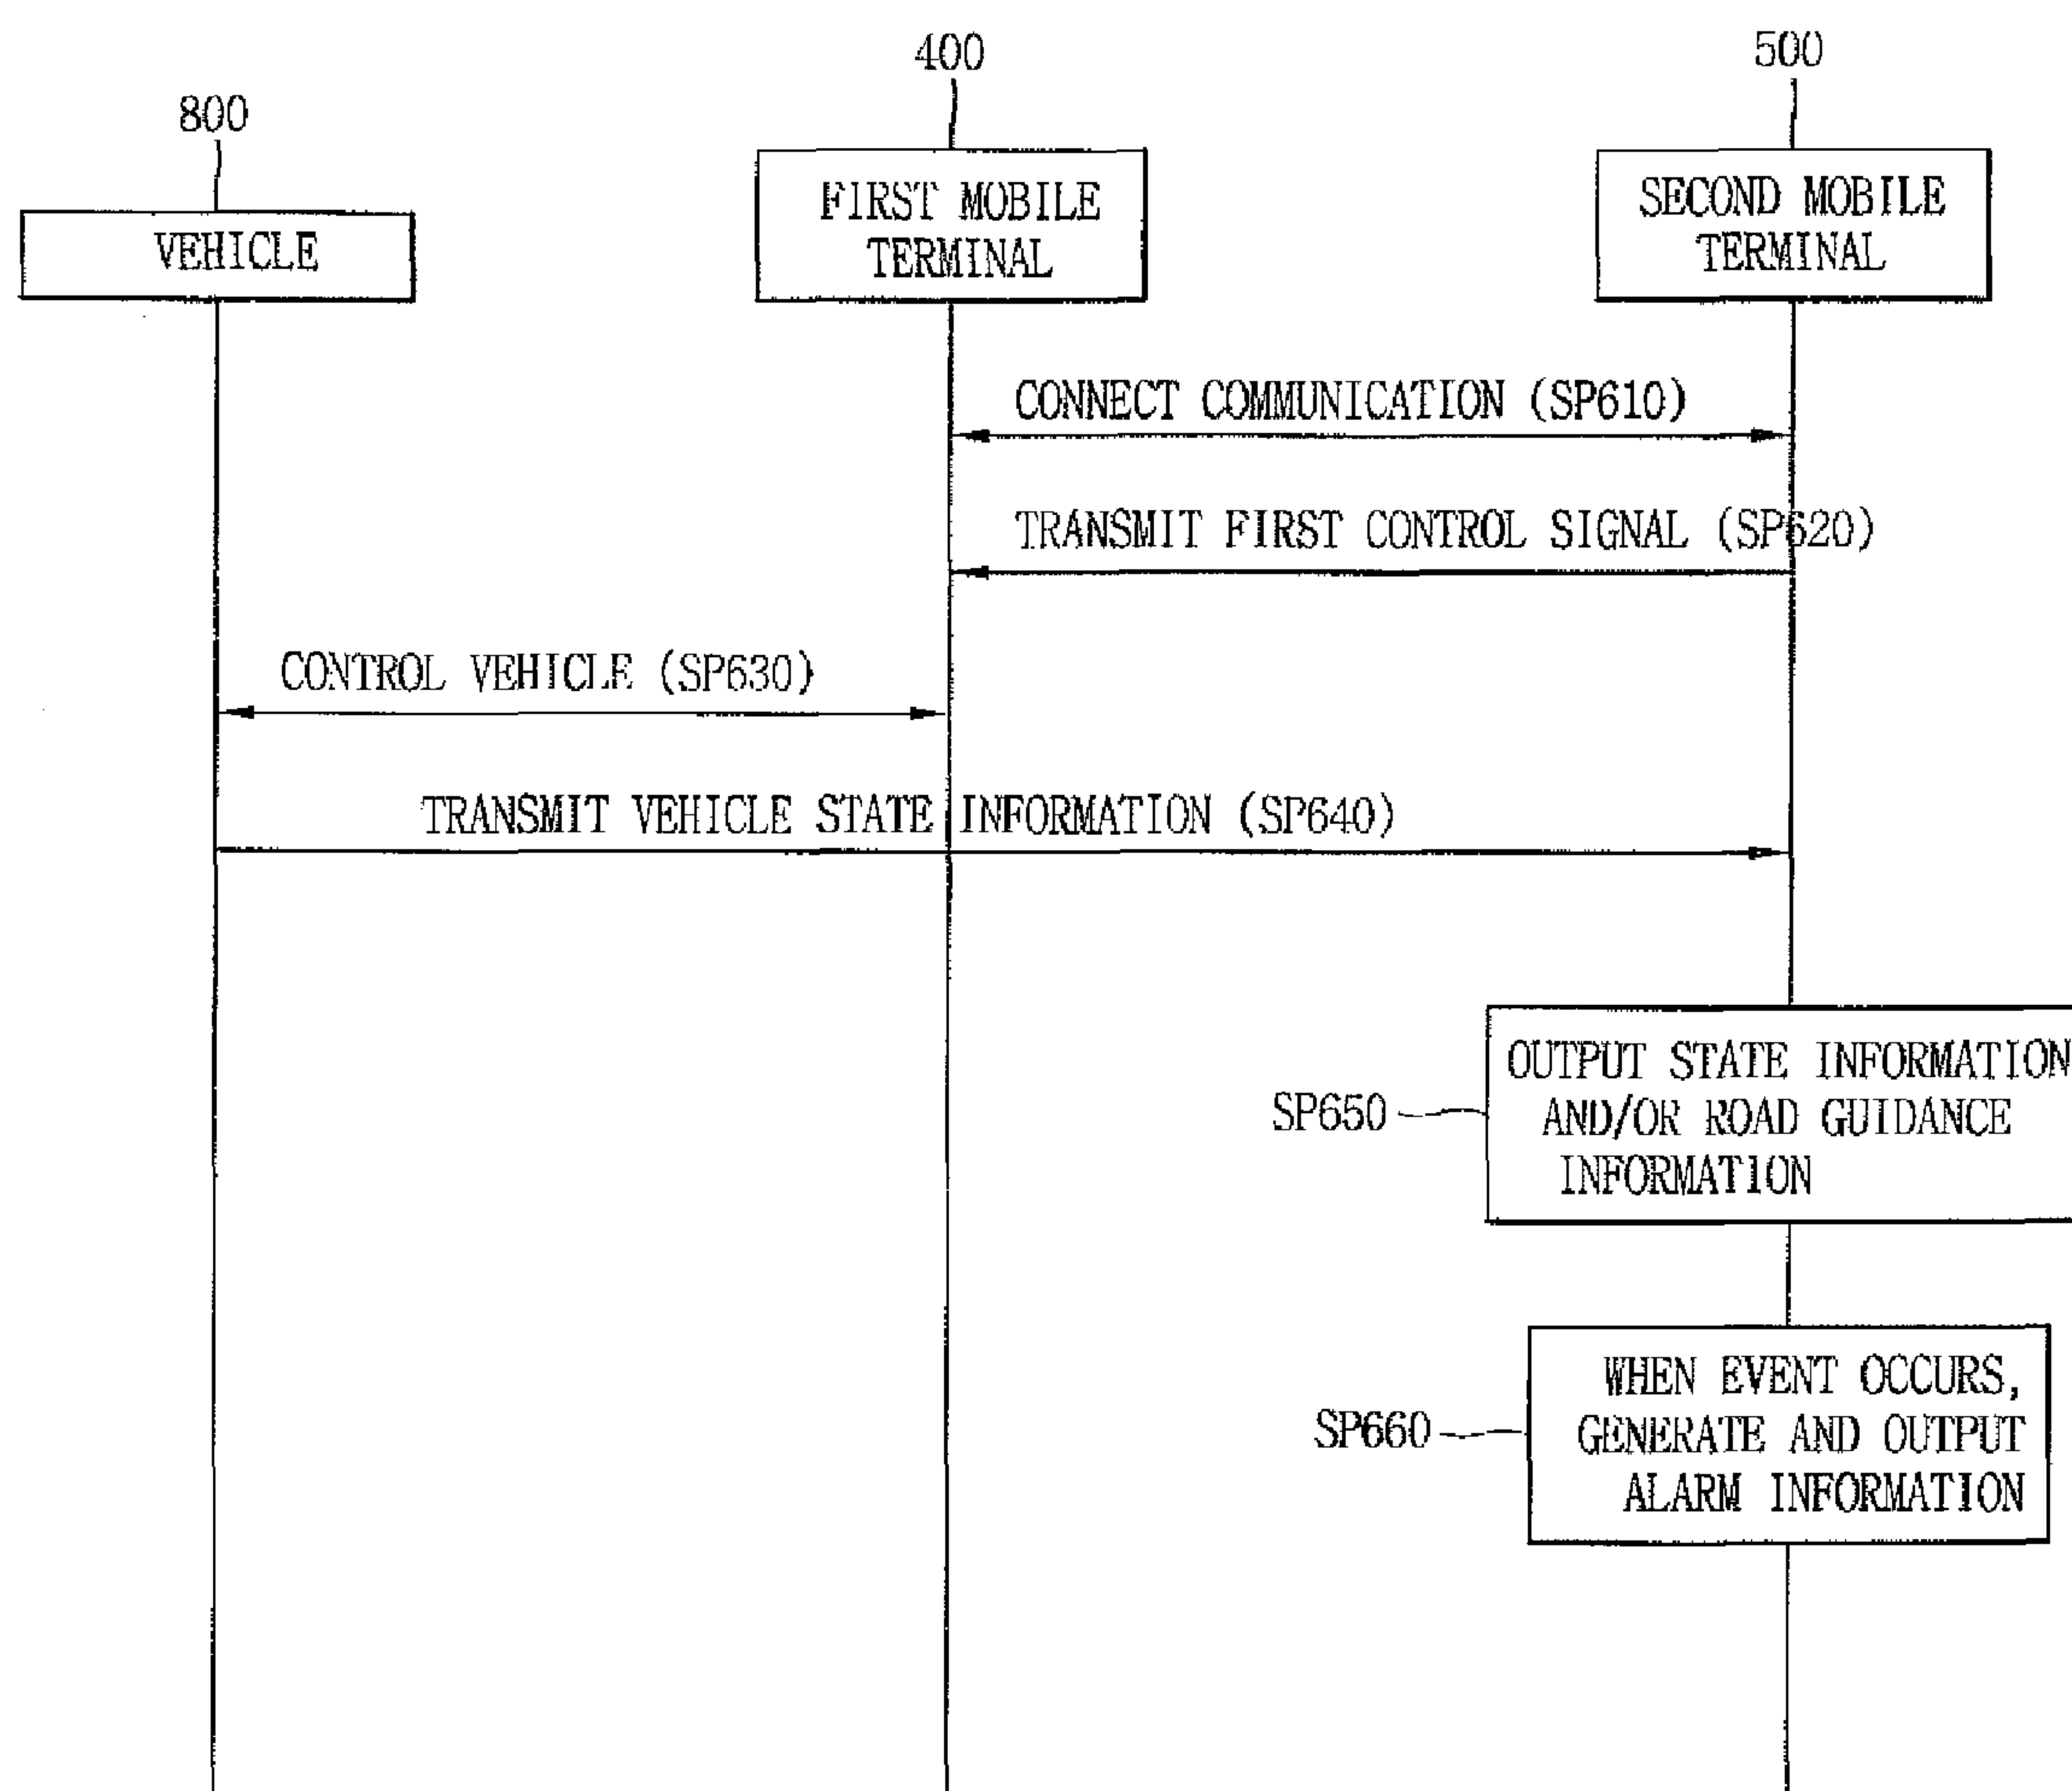 400
500
800
FIRST MOBILE
TERMINAL
SECOND MOBILE
TERMINAL
VEHICLE
CONNECT COMMUNICATION (SP610)
TRANSMIT FIRST CONTROL SIGNAL (SP620)
CONTROL VEHICLE (SP630)
TRANSMIT VEHICLE STATE INFORMATION (SP640)
OUTPUT STATE INFORMATION
AND/OR ROAD GUIDANCE
INFORMATION
SP650
WHEN EVENT OCCURS,
GENERATE AND OUTPUT
ALARM INFORMATION
SP660